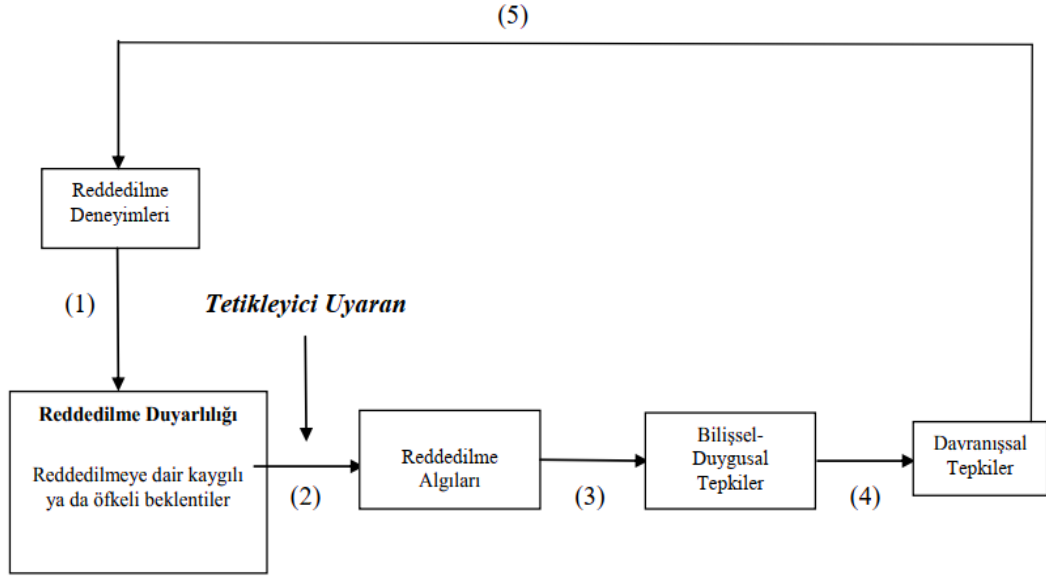 (5)
Reddedilme
Deneyimleri
(1)
Tetikleyici Uyaran
Reddedilme Duyarlılığı
Reddedilmeye dair kaygılı
ya da öfkeli beklentiler
(2)
Reddedilme
Algıları
(3)
Bilişsel-
Duygusal
Tepkiler
(4)
Davranışsal
Tepkiler